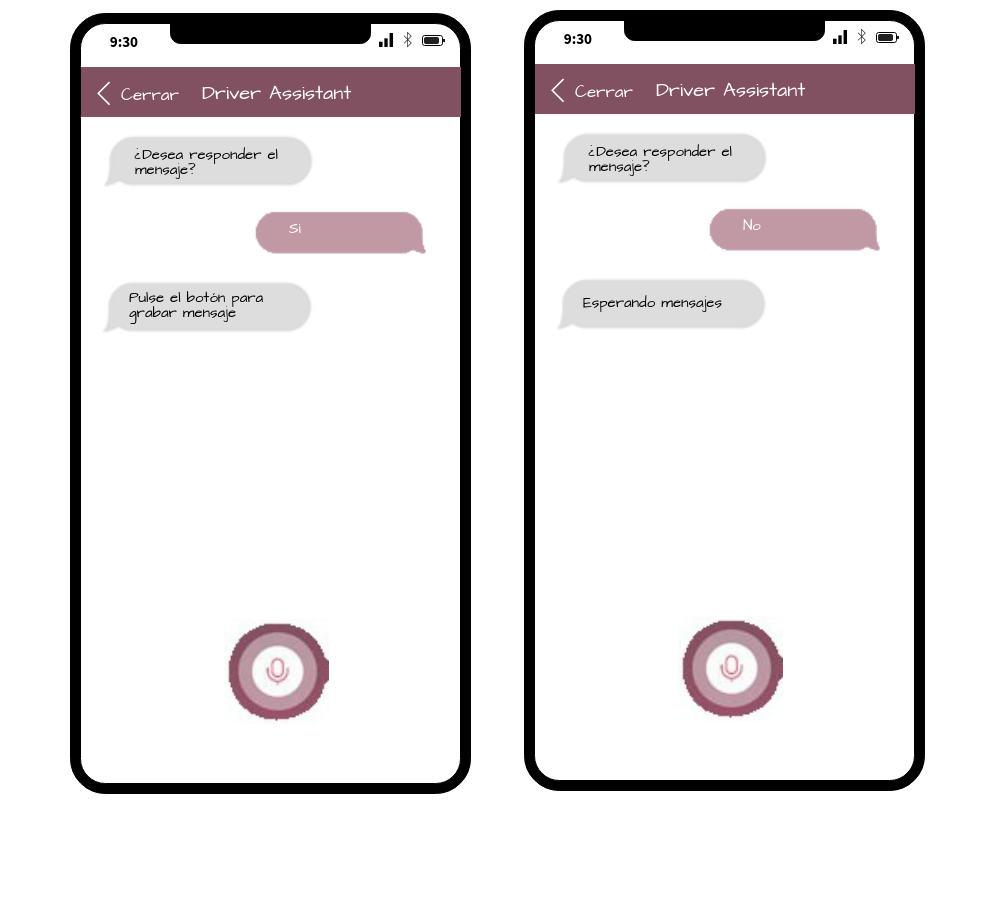 9:30
Cerrar Driver Assistant
¿Desea responder el
mensaje?
Si
Pulse el botón para
grabar mensaje
9:30
Cerrar Driver Assistant
¿Desea responder el
mensaje?
No
Esperando mensajes